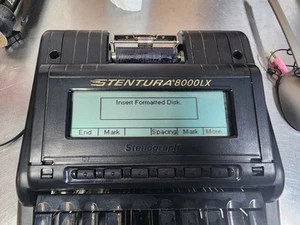 STENTURA 8000LX
Insert Formatted Disk.
End Mark Spacing Mark More
Stenograph